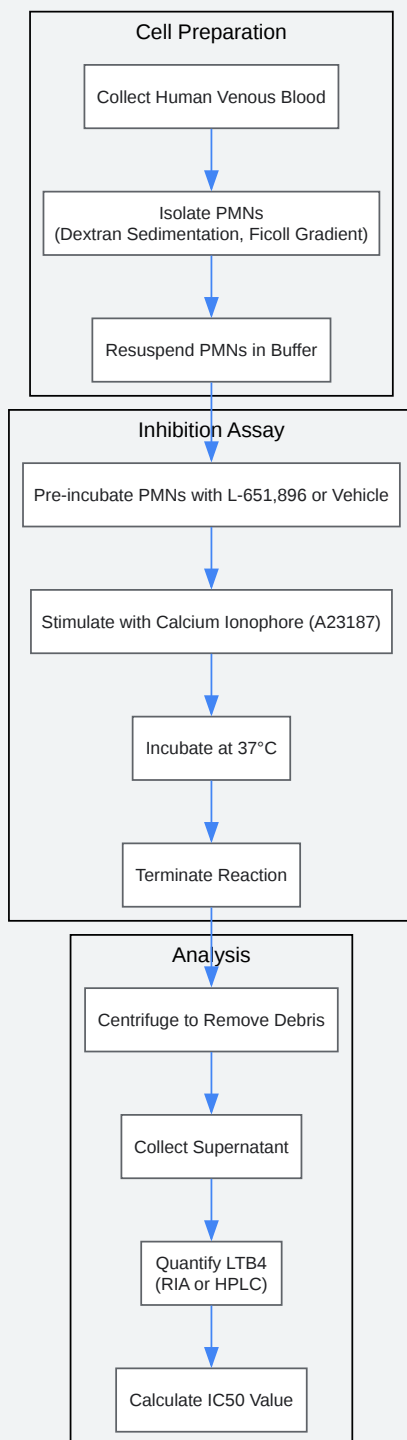 Cell Preparation
Collect Human Venous Blood
Isolate PMNs
(Dextran Sedimentation, Ficoll Gradient)
Resuspend PMNs in Buffer
Inhibition Assay
Pre-incubate PMNs with L-651,896 or Vehicle
Stimulate with Calcium Ionophore (A23187)
Incubate at 37°C
Terminate Reaction
Analysis
Centrifuge to Remove Debris
Collect Supernatant
Quantify LTB4
(RIA or HPLC)
Calculate IC50 Value